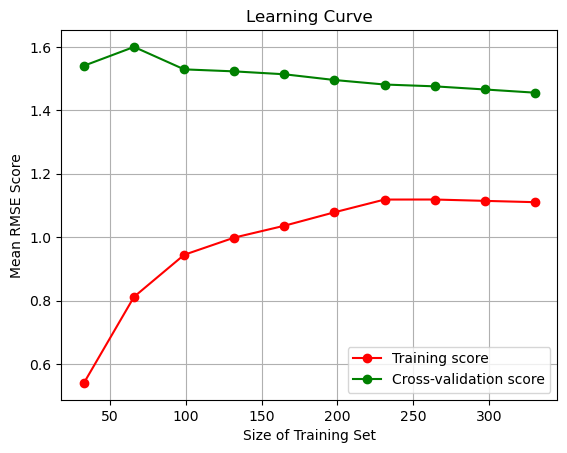 Learning Curve
Mean RMSE Score
1.6
1.4
1.2
1.0
0.8
0.6
50 100 150 200 250 300
Size of Training Set
Training score
Cross-validation score